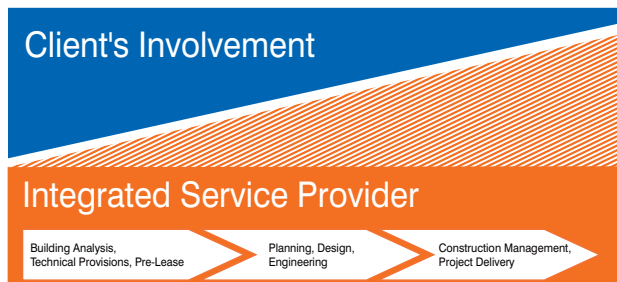 Client's Involvement
Integrated Service Provider
Building Analysis,
Technical Provisions, Pre-Lease
Planning, Design,
Engineering
Construction Management,
Project Delivery